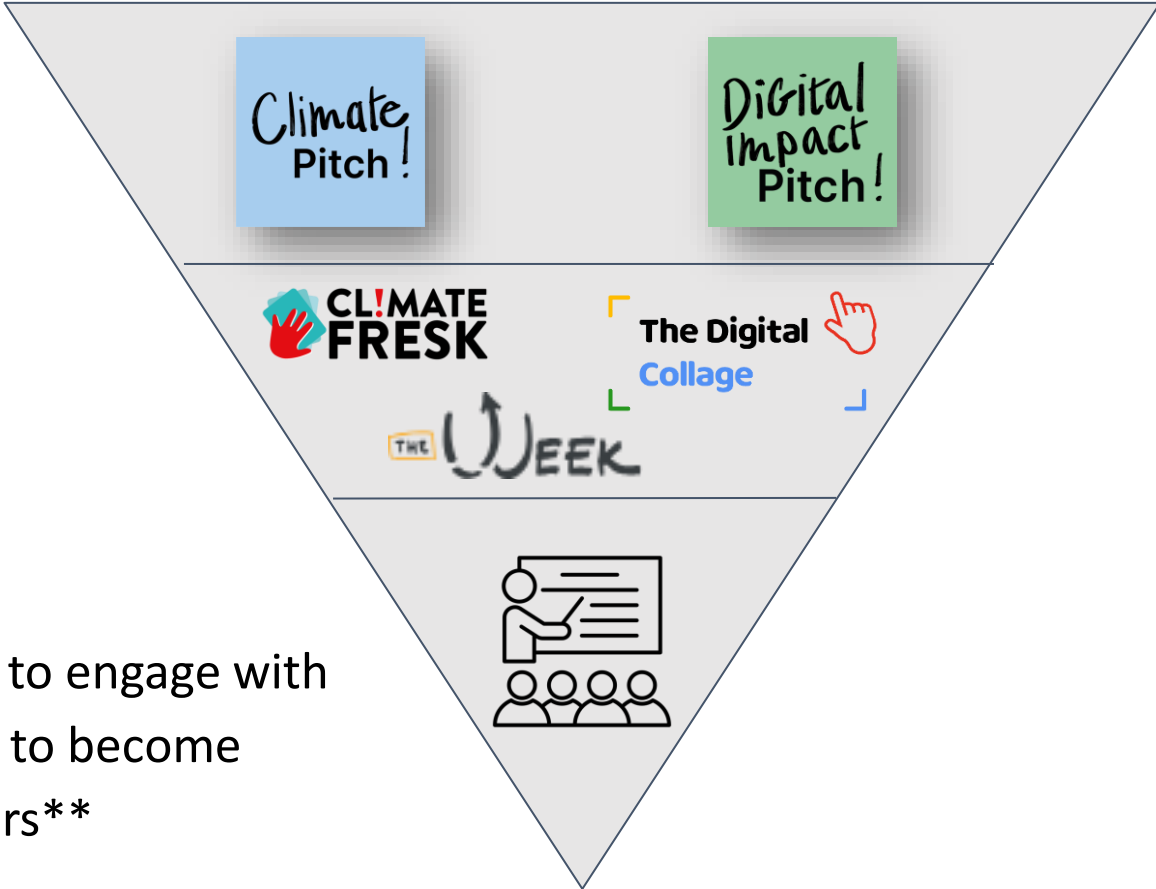 Climate
Pitch!
DiGital
Impact
Pitch!
CL!MATE
FRESK
The Digital
Collage
THE WEEK
to engage with
to become
rs**